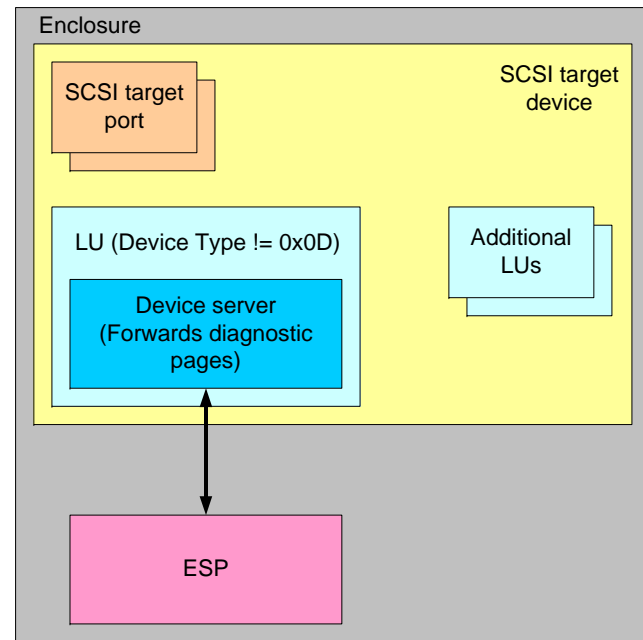 Enclosure
SCSI target
port
SCSI target
device
LU (Device Type != 0x0D)
Additional
LUs
Device server
(Forwards diagnostic
pages)
ESP